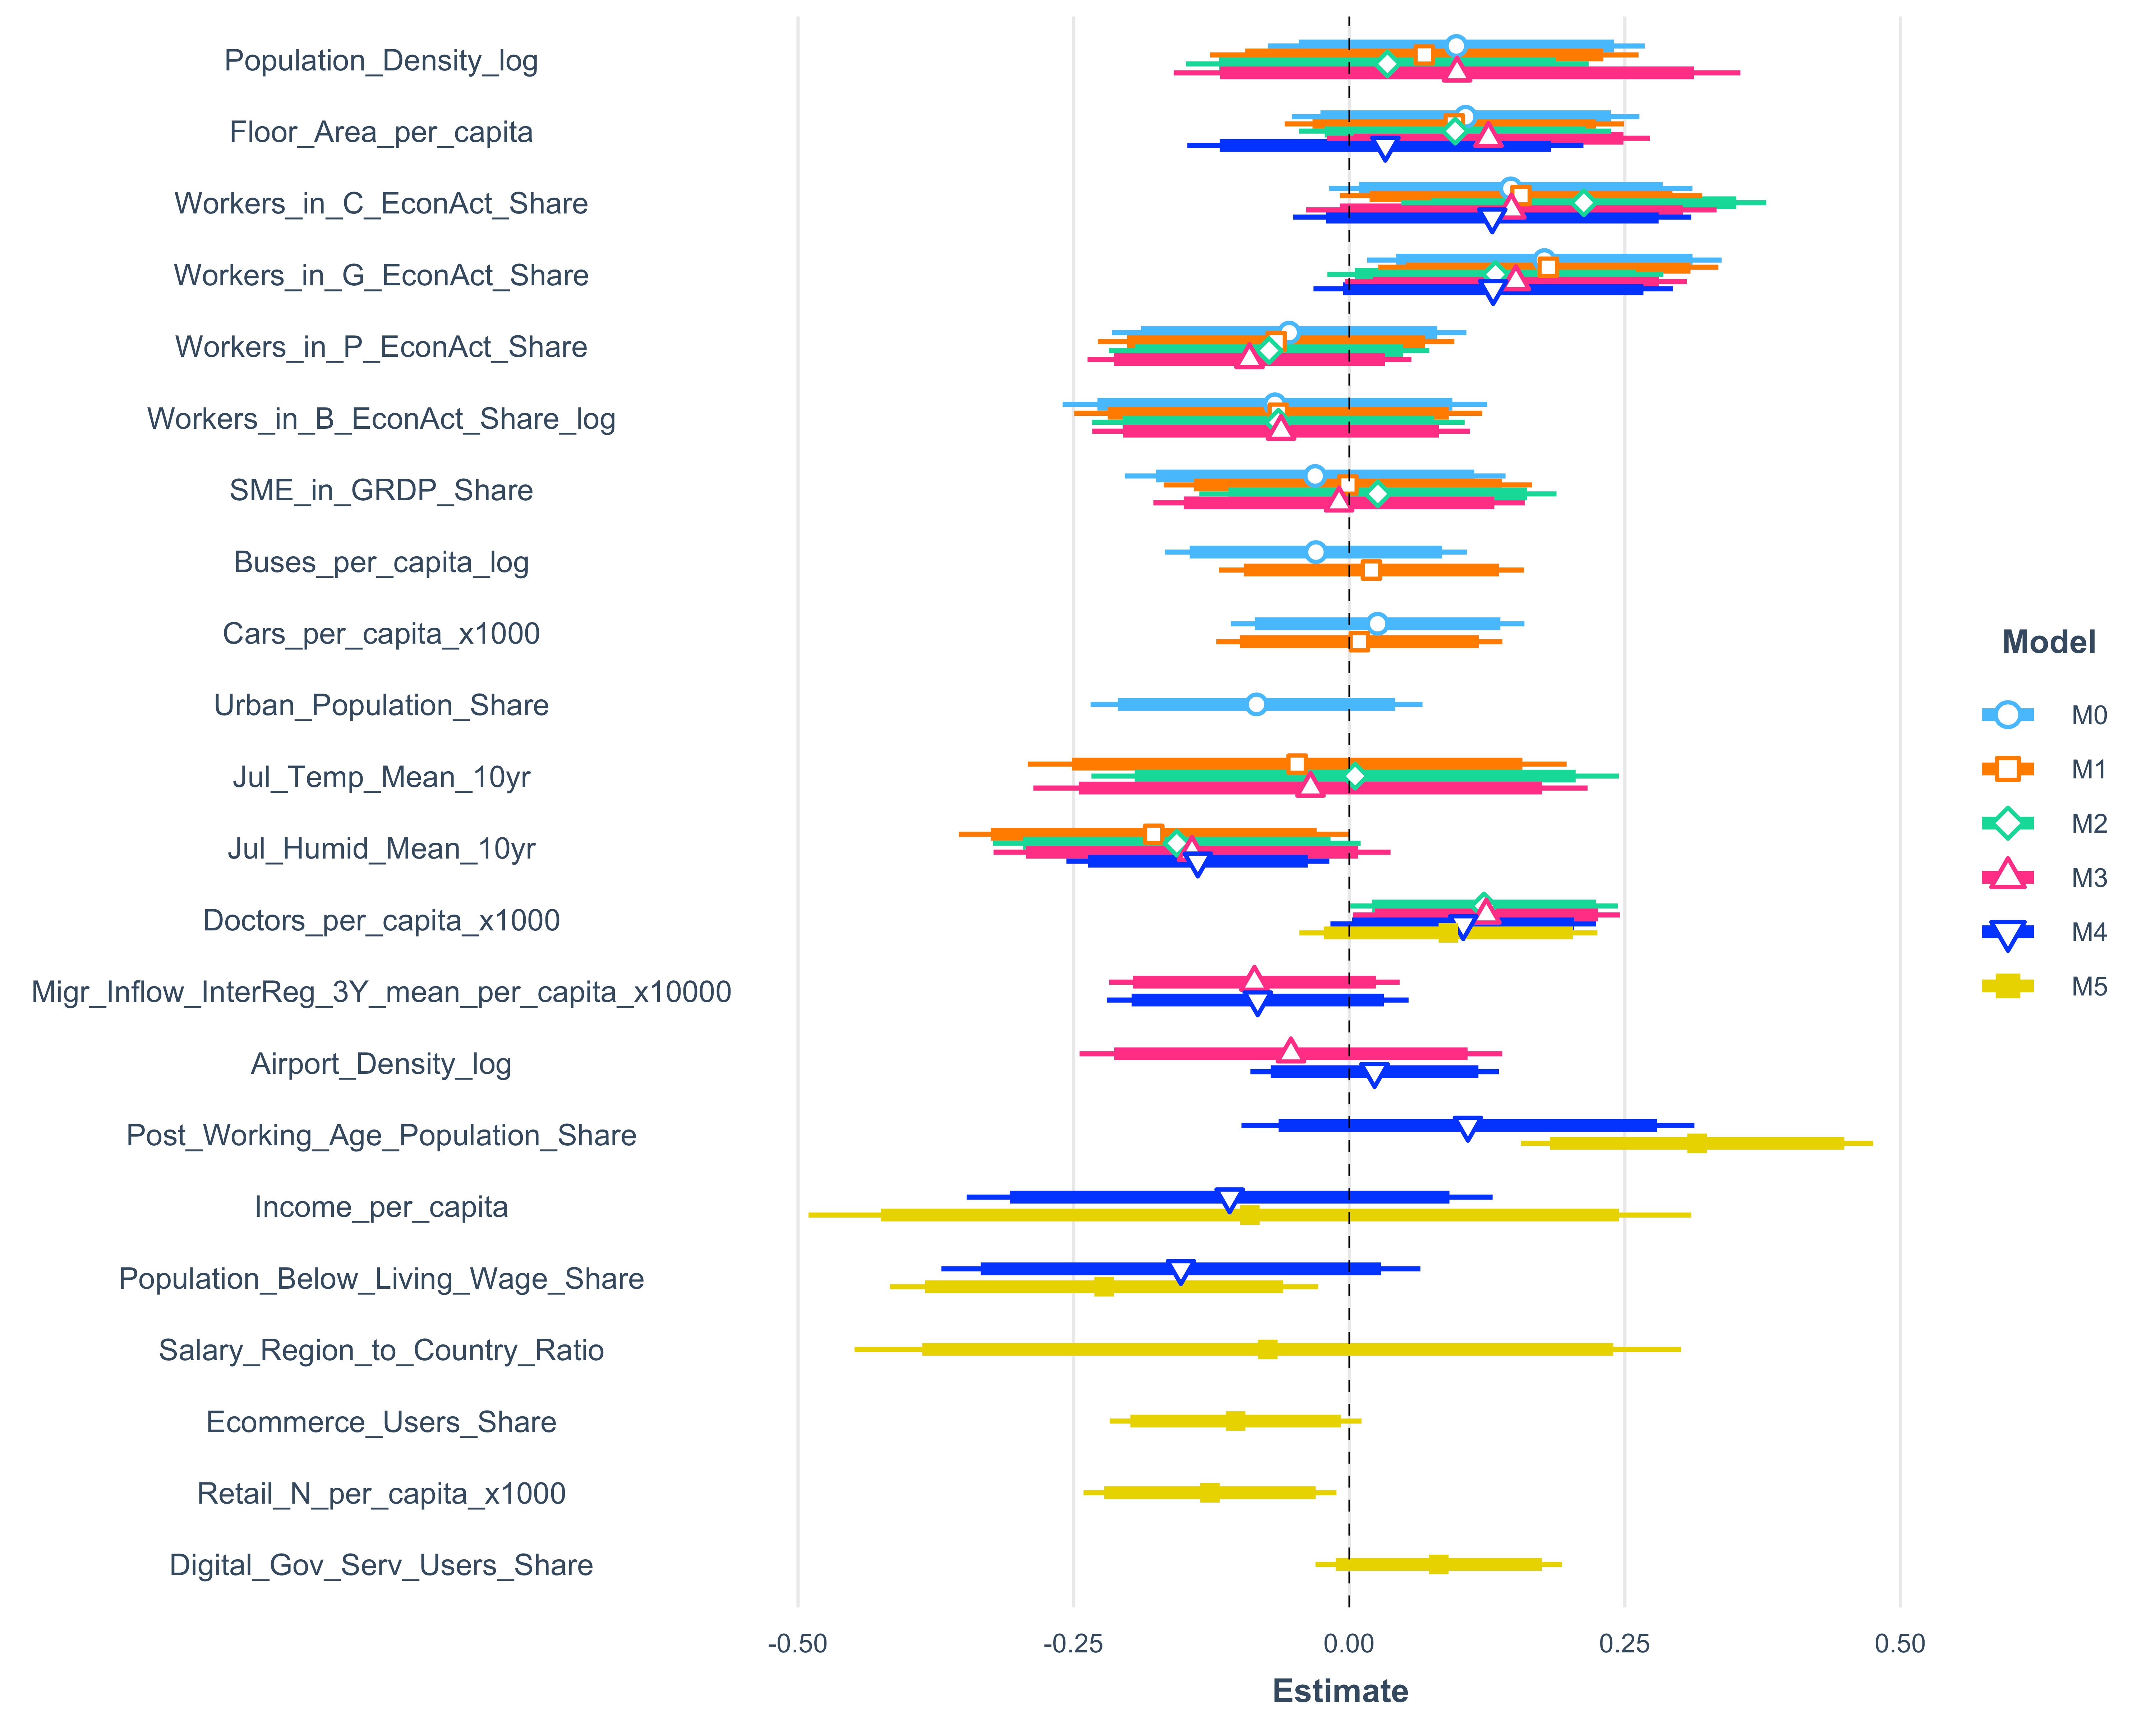 Population_Density_log
Floor_Area_per_capita
Workers_in_C_EconAct_Share
Workers_in_G_EconAct_Share
Workers_in_P_EconAct_Share
Workers_in_B_EconAct_Share_log
SME_in_GRDP_Share
Buses_per_capita_log
Cars_per_capita_x1000
Urban_Population_Share
Jul_Temp_Mean_10yr
Jul_Humid_Mean_10yr
Doctors_per_capita_x1000
Migr_Inflow_InterReg_3Y_mean_per_capita_x10000
Airport_Density_log
Post_Working_Age_Population_Share
Income_per_capita
Population_Below_Living_Wage_Share
Salary_Region_to_Country_Ratio
Ecommerce_Users_Share
Retail_N_per_capita_x1000
Digital_Gov_Serv_Users_Share
-0.50 -0.25 0.00 0.25 0.50
Estimate
Model
M0
M1
M2
M3
M4
M5